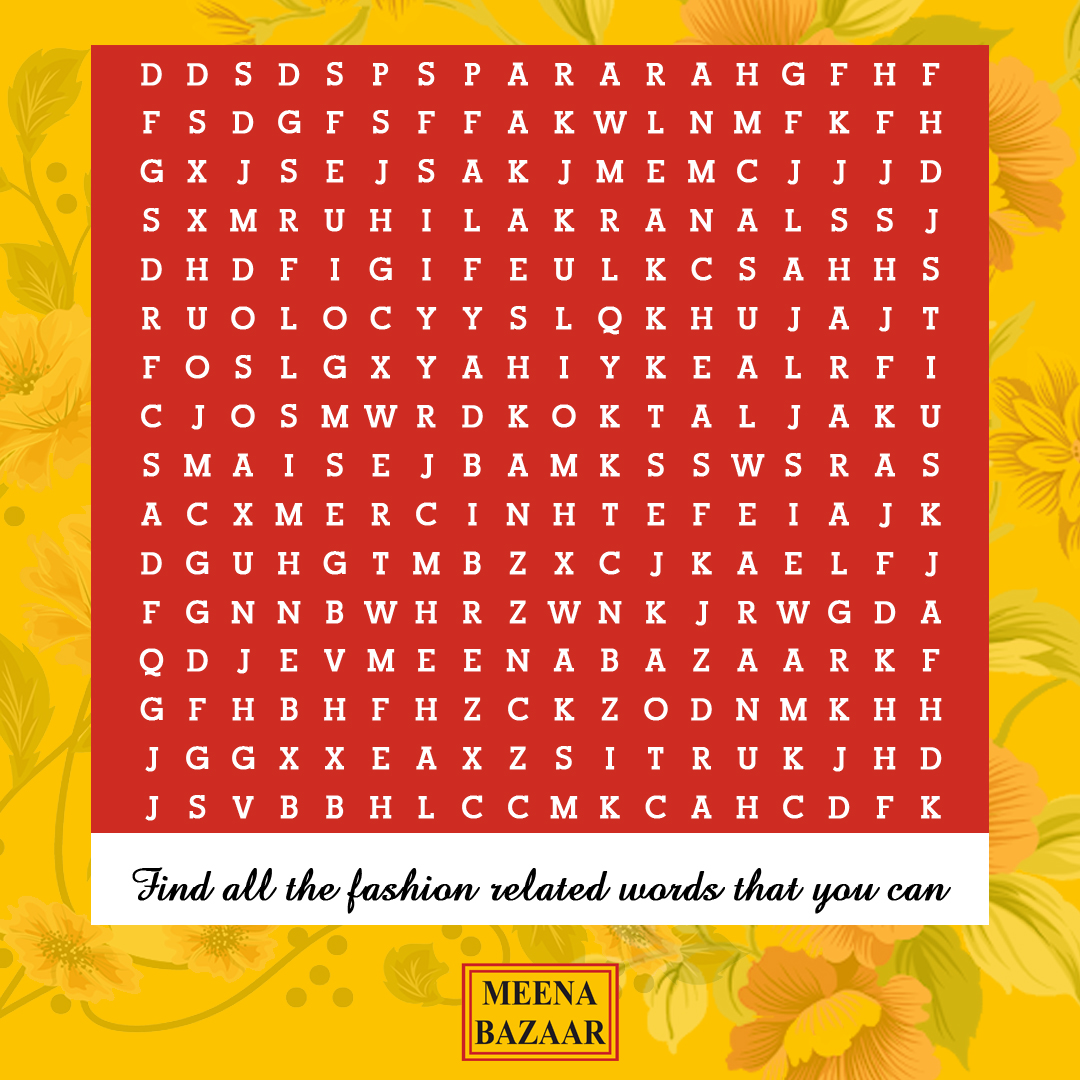 D D S D S P S P A R A R A H G F H F
F S D G F S F F A K W L N M F K F H
G X J S E J S A K J M E M C J J J D
S X M R U H I L A K R A N A L S S J
D H D F I G I F E U L K C S A H H S
R U O L O C Y Y S L Q K H U J A J T
F O S L G X Y A H I Y K E A L R F I
C J O S M W R D K O K T A L J A K U
S M A I S E J B A M K S S W S R A S
A C X M E R C I N H T E F E I A J K
D G U H G T M B Z X C J K A E L F J
F G N N B W H R Z W N K J R W G D A
Q D J E V M E E N A B A Z A A R K F
G F H B H F H Z C K Z O D N M K H H
J G G X X E A X Z S I T R U K J H D
J S V B B H L C C M K C A H C D F K
Find all the fashion related words that you can
MEENA
BAZAAR